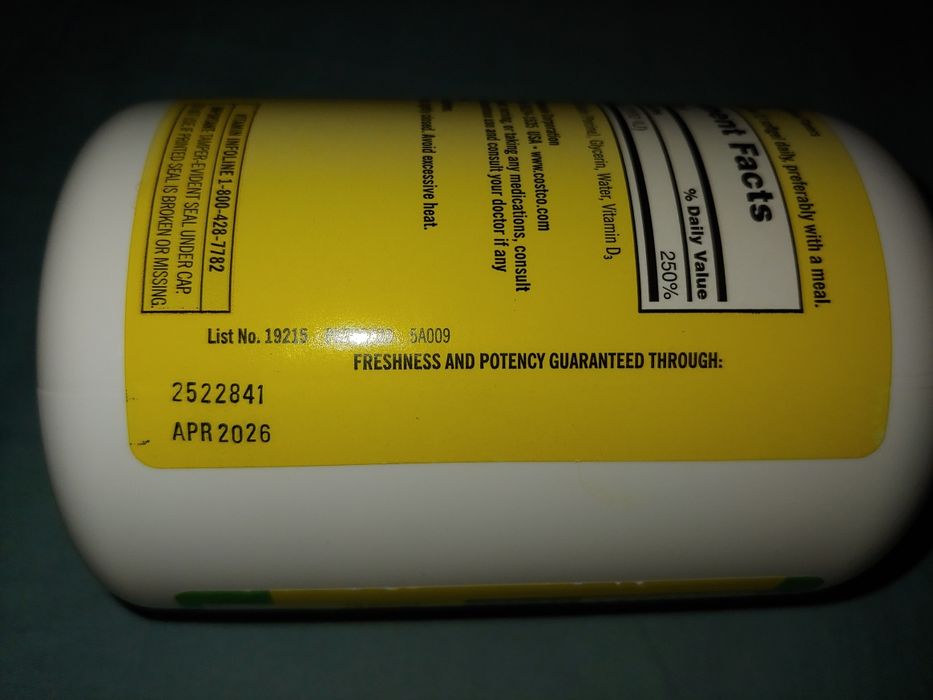 preferably with a meal.
Facts
% Daily Value
250%
Glycerin, Water, Vitamin D3
USA • www.costco.com
or taking any medications, consult
use and consult your doctor if any
Avoid excessive heat.
VITAMIN INFOLINE 1-800-428-7782
TAMPER-EVIDENT SEAL UNDER CAP.
IF PRINTED SEAL IS BROKEN OR MISSING.
List No. 19215 5A009
FRESHNESS AND POTENCY GUARANTEED THROUGH:
2522841
APR 2026